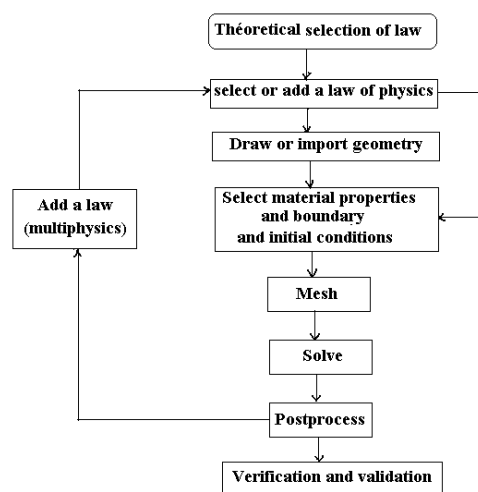 Théoretical selection of law
select or add a law of physics
Draw or import geometry
Select material properties
and boundary
and initial conditions
Add a law
(multiphysics)
Mesh
Solve
Postprocess
Verification and validation